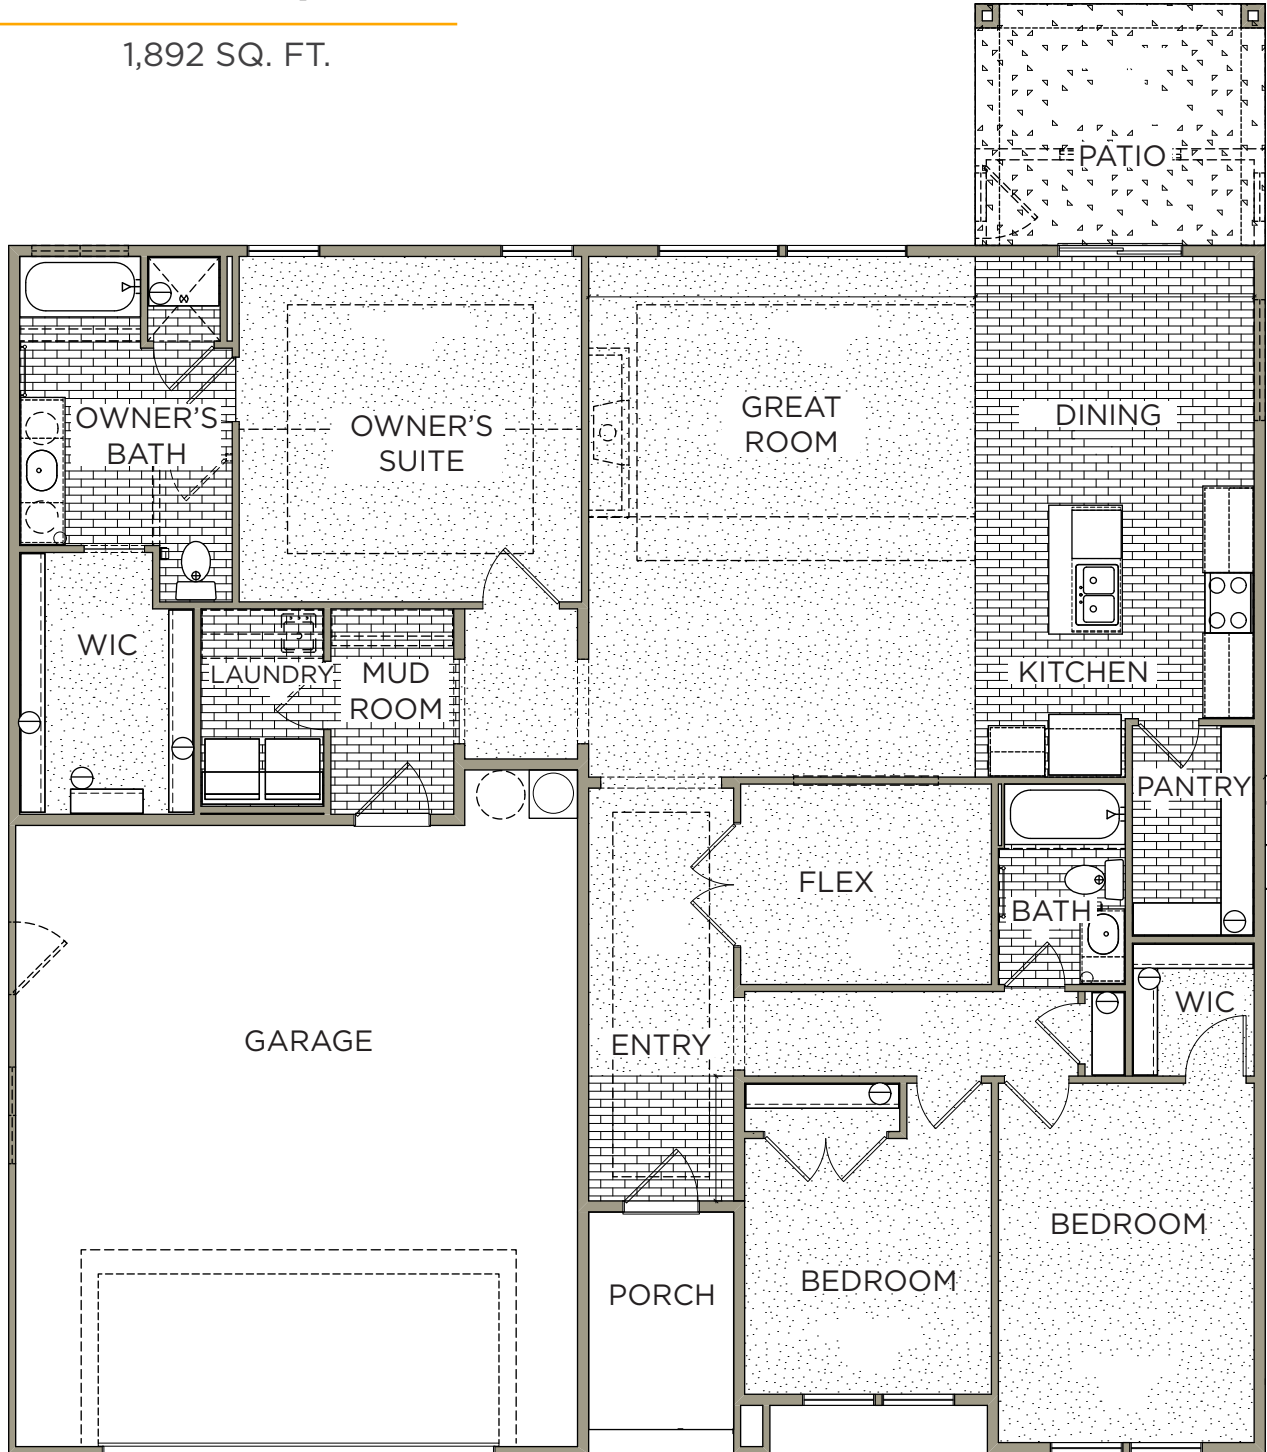 1,892 SQ. FT.
PATIO
OWNER'S
BATH
OWNER'S
SUITE
GREAT
ROOM
DINING
WIC
LAUNDRY
MUD
ROOM
KITCHEN
PANTRY
FLEX
BATH
WIC
GARAGE
ENTRY
BEDROOM
BEDROOM
PORCH